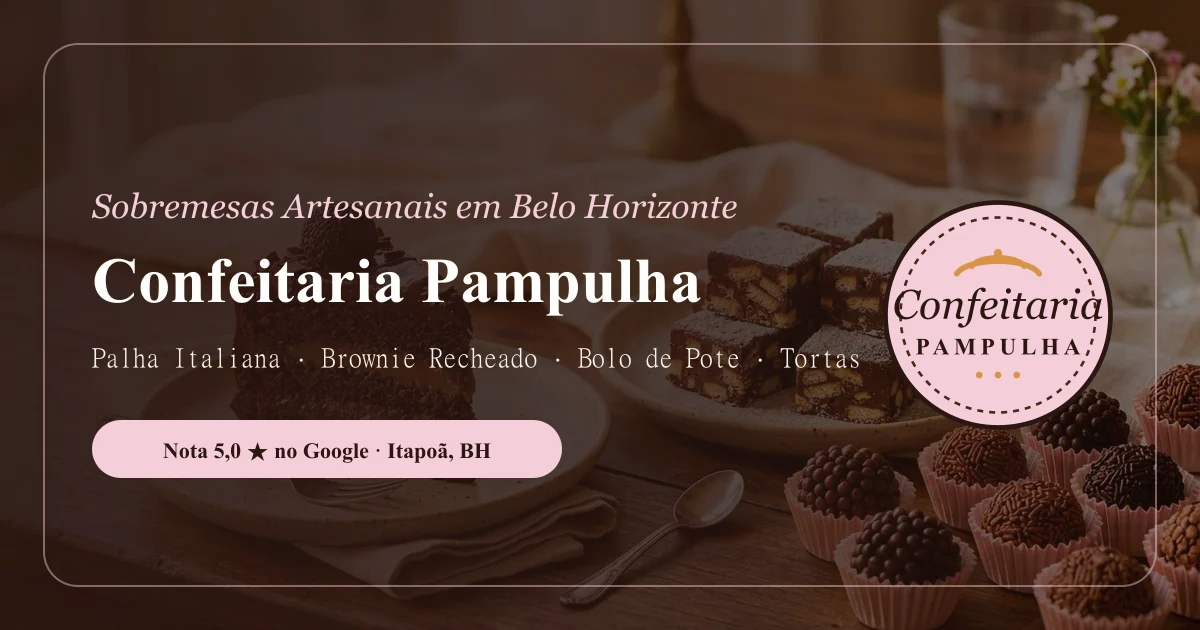 Sobremesas Artesanais em Belo Horizonte
Confeitaria Pampulha
Palha Italiana · Brownie Recheado · Bolo de Pote · Tortas
Nota 5,0 ★ no Google · Itapoã, BH
Confeitaria
PAMPULHA